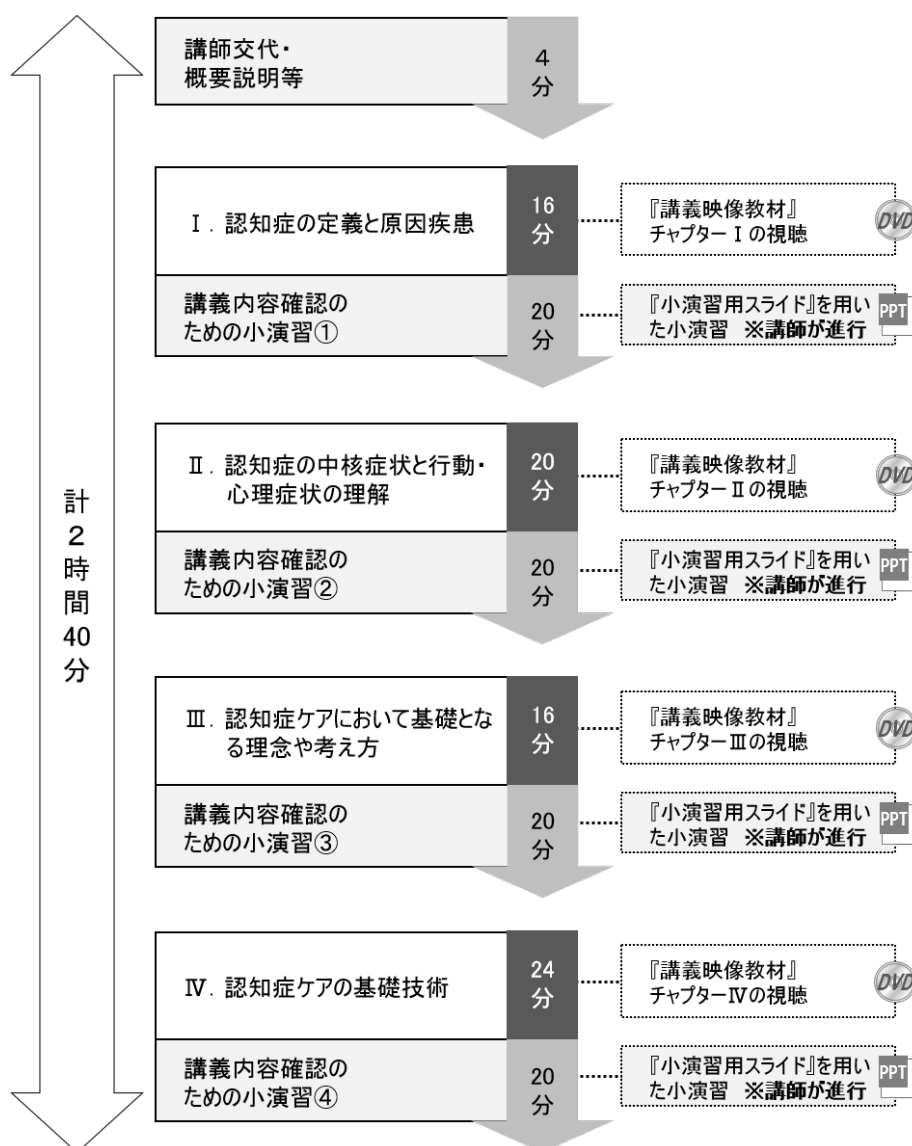 講師交代・
概要説明等
4
分
Ⅰ．認知症の定義と原因疾患
16
分
『講義映像教材』
チャプターⅠの視聴
DVD
講義内容確認の
ための小演習①
20
分
『小演習用スライド』を用い
た小演習　※講師が進行
PPT
Ⅱ．認知症の中核症状と行動・
心理症状の理解
20
分
『講義映像教材』
チャプターⅡの視聴
DVD
講義内容確認の
ための小演習②
20
分
『小演習用スライド』を用い
た小演習　※講師が進行
PPT
計
2
時
間
40
分
Ⅲ．認知症ケアにおいて基礎とな
る理念や考え方
16
分
『講義映像教材』
チャプターⅢの視聴
DVD
講義内容確認の
ための小演習③
20
分
『小演習用スライド』を用い
た小演習　※講師が進行
PPT
Ⅳ．認知症ケアの基礎技術
24
分
『講義映像教材』
チャプターⅣの視聴
DVD
講義内容確認の
ための小演習④
20
分
『小演習用スライド』を用い
た小演習　※講師が進行
PPT